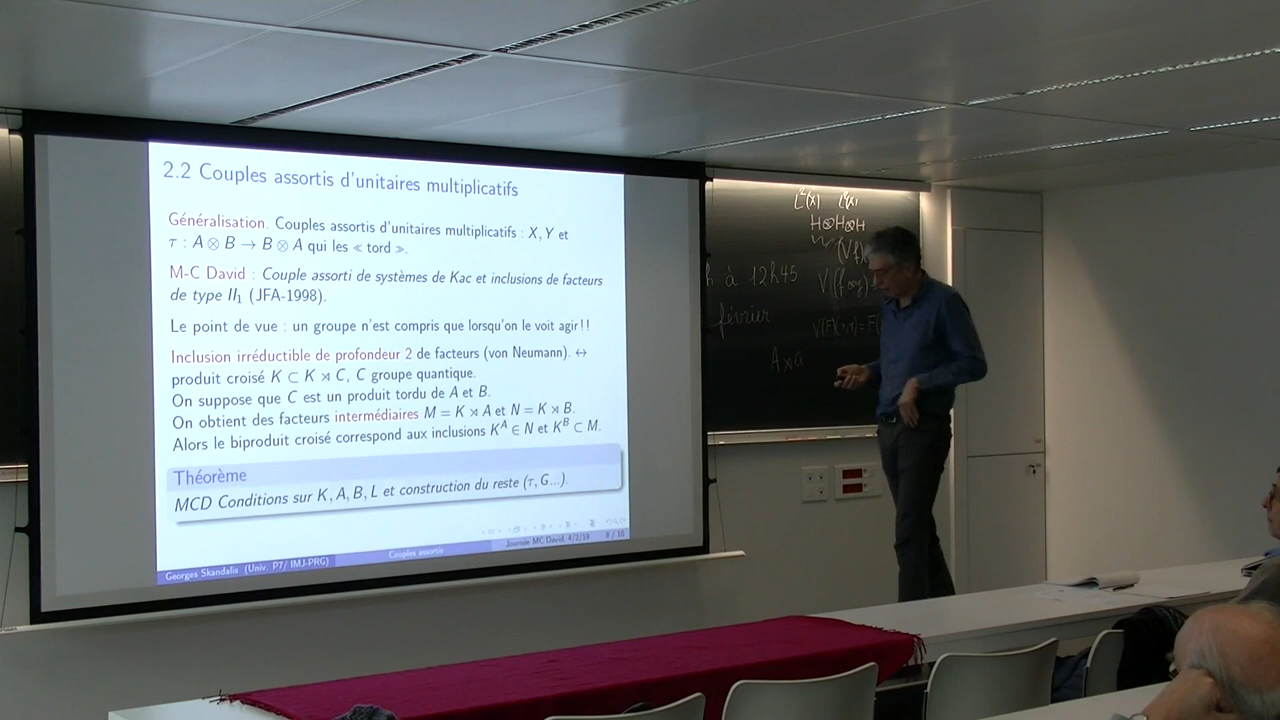 2.2 Couples assortis d'unitaires multiplicatifs
Généralisation. Couples assortis d'unitaires multiplicatifs : X, Y et
τ : A ⊗ B → B ⊗ A qui les « tord ».
M-C David : Couple assorti de systèmes de Kac et inclusions de facteurs
de type II₁ (JFA-1998).
Le point de vue : un groupe n'est compris que lorsqu'on le voit agir!!
Inclusion irréductible de profondeur 2 de facteurs (von Neumann). ↔
produit croisé K ⊂ K ⋊ C, C groupe quantique.
On suppose que C est un produit tordu de A et B.
On obtient des facteurs intermédiaires M = K ⋊ A et N = K ⋊ B.
Alors le biproduit croisé correspond aux inclusions K^A ∈ N et K^B ⊂ M.
Théorème
MCD Conditions sur K, A, B, L et construction du reste (τ, G...).
Georges Skandalis (Univ. P7/ IMJ-PRG)
Couples assortis
Journée MC David, 4/2/19
8 / 10
H⊗H⊗H
h à 12h45
février